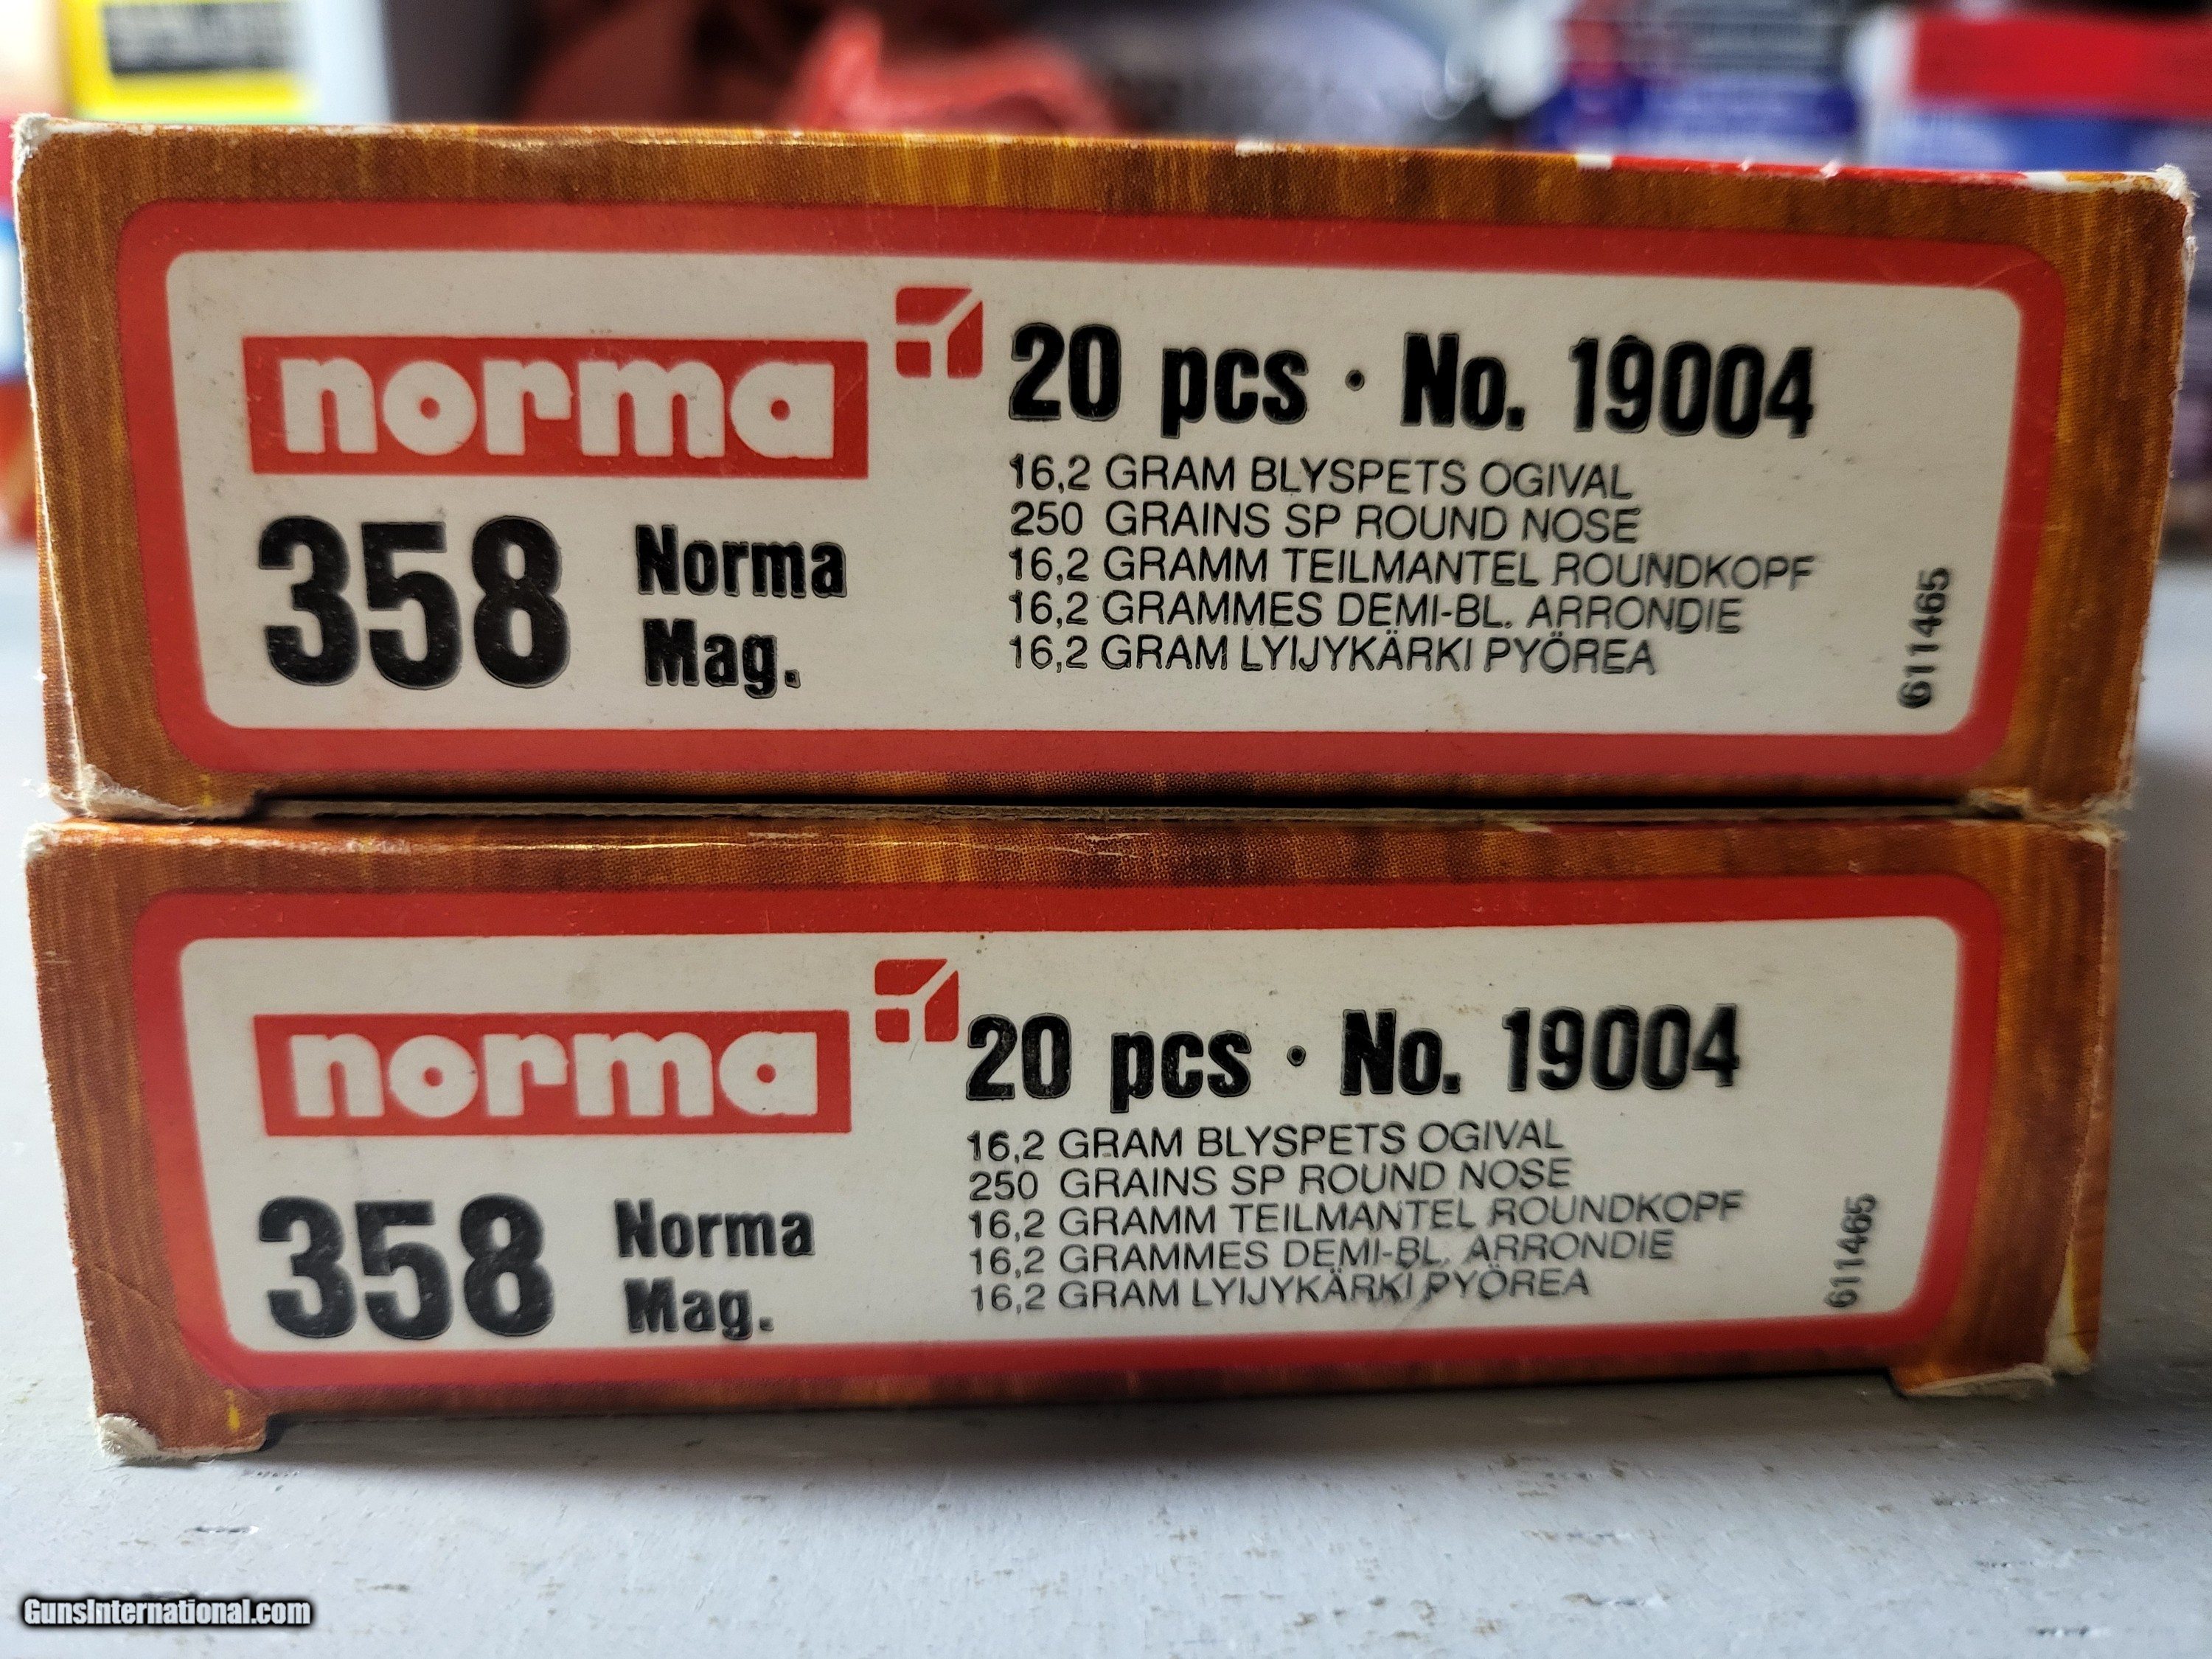 norma
20 pcs · No. 19004
16,2 GRAM BLYSPETS OGIVAL
250 GRAINS SP ROUND NOSE
16,2 GRAMM TEILMANTEL ROUNDKOPF
16,2 GRAMMES DEMI-BL. ARRONDIE
16,2 GRAM LYIJYKÄRKI PYÖREA
358 Norma
Mag.
611465
norma
20 pcs · No. 19004
16,2 GRAM BLYSPETS OGIVAL
250 GRAINS SP ROUND NOSE
16,2 GRAMM TEILMANTEL ROUNDKOPF
16,2 GRAMMES DEMI-BL. ARRONDIE
16,2 GRAM LYIJYKÄRKI PYÖREA
358 Norma
Mag.
611465
GunsInternational.com